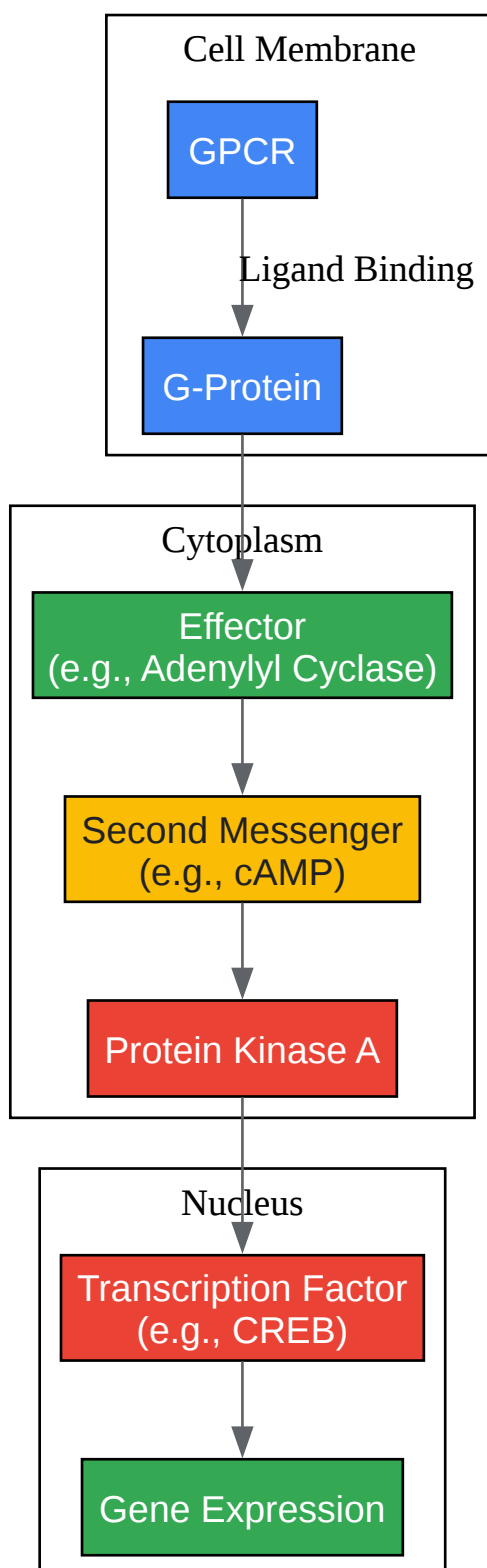 Cell Membrane
GPCR
Ligand Binding
G-Protein
Cytoplasm
Effector
(e.g., Adenylyl Cyclase)
Second Messenger
(e.g., cAMP)
Protein Kinase A
Nucleus
Transcription Factor
(e.g., CREB)
Gene Expression